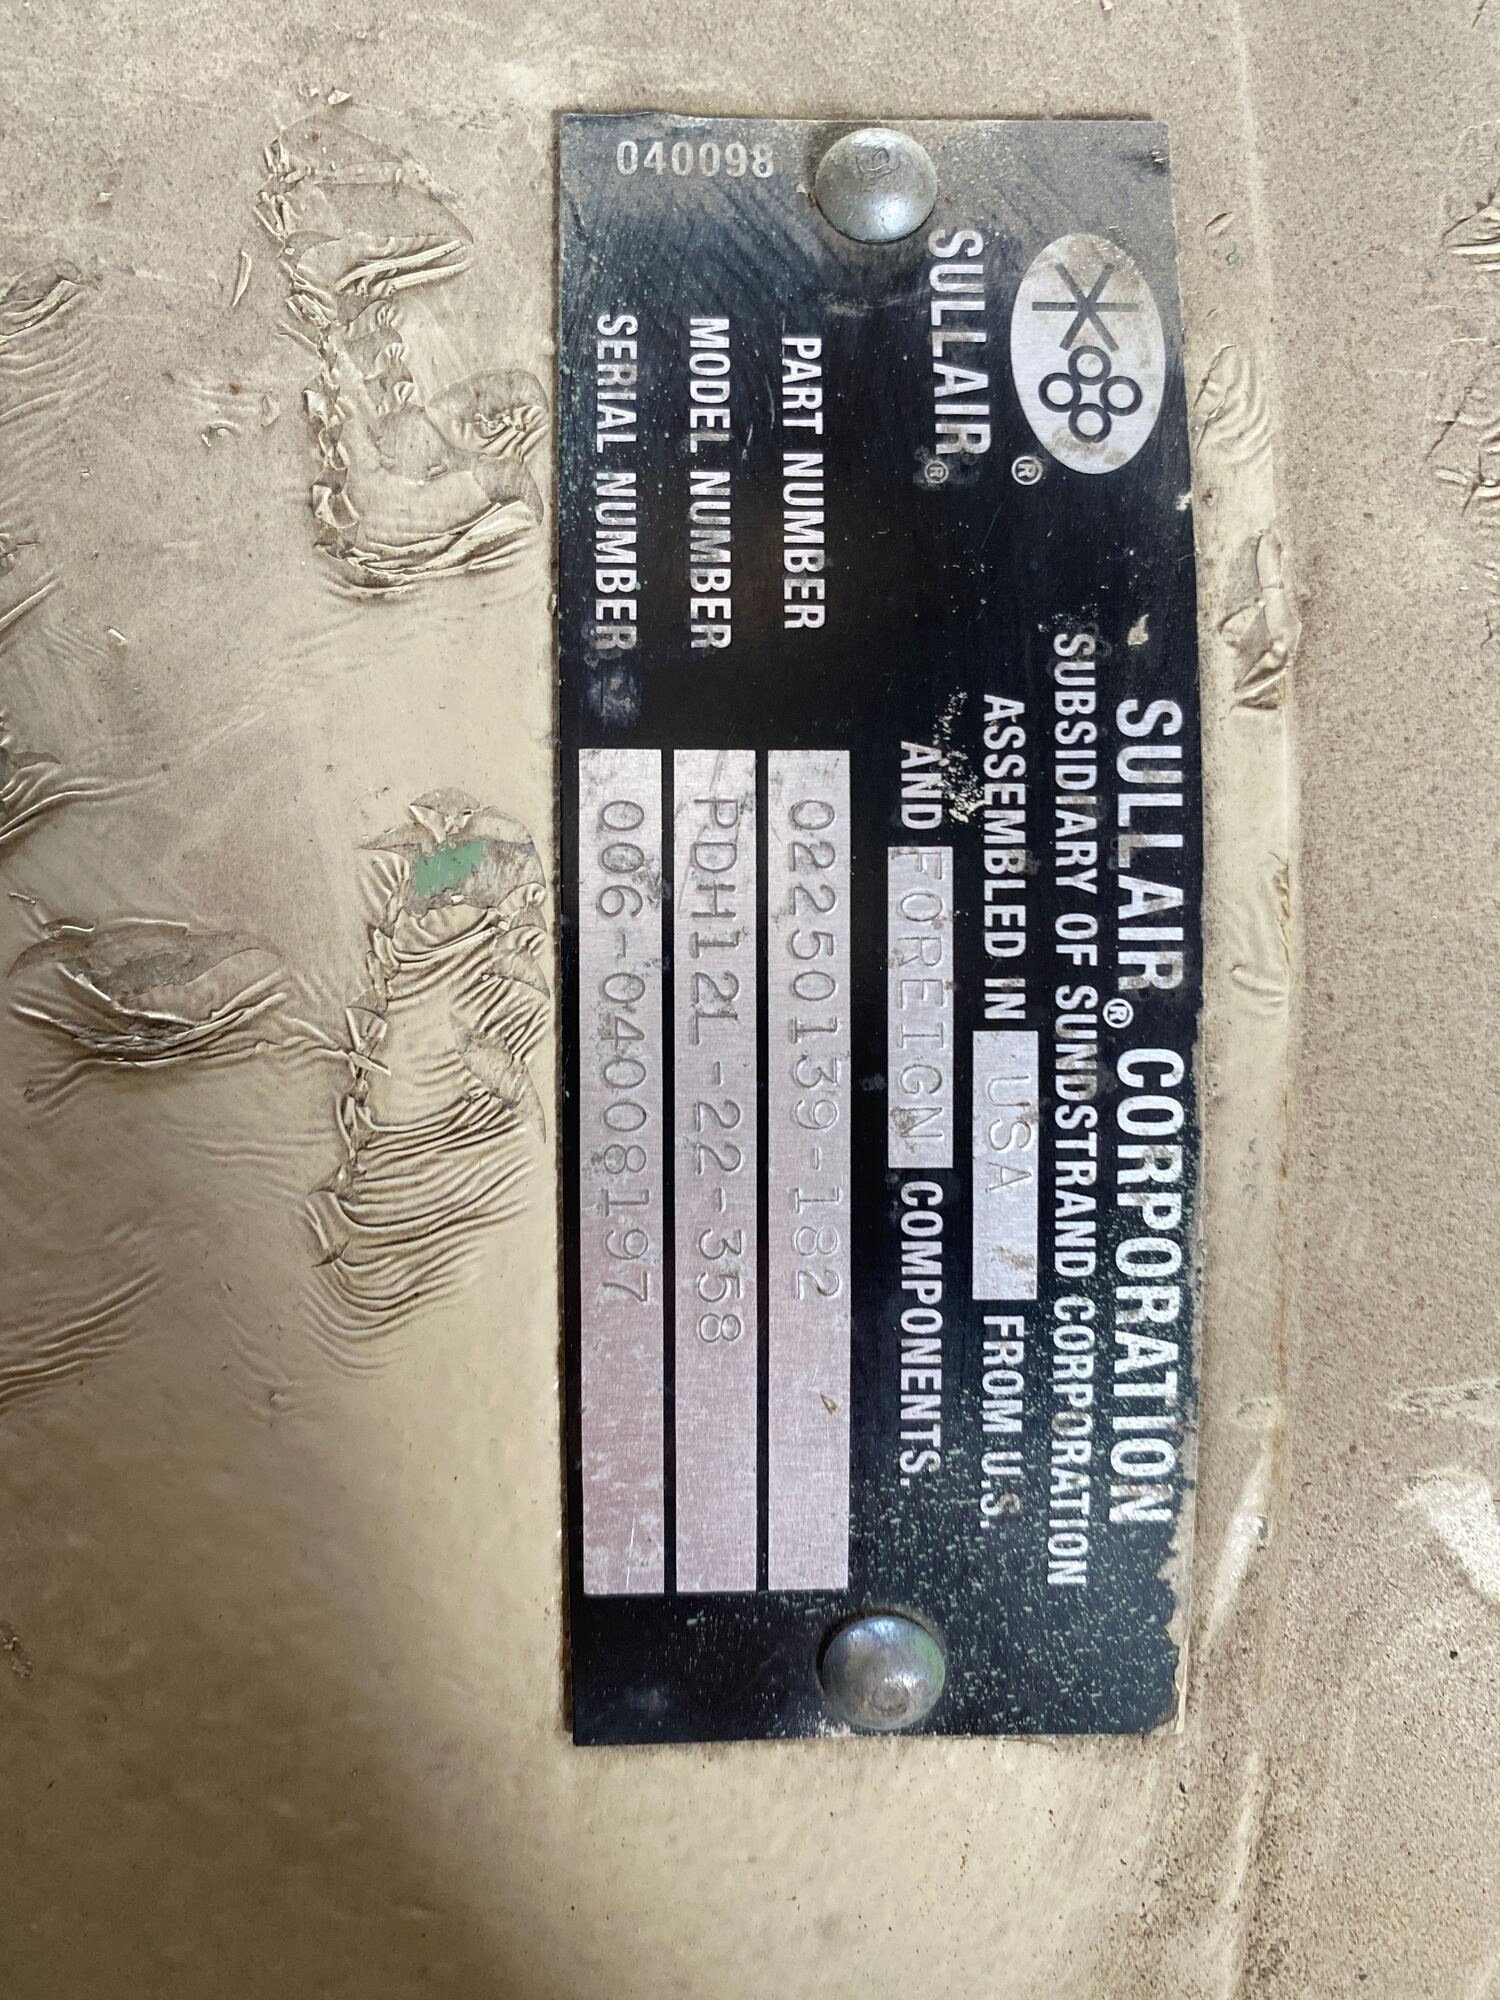 SULLAIR® CORPORATION
SUBSIDIARY OF SUNDSTRAND CORPORATION
ASSEMBLED IN USA FROM U.S.
AND FOREIGN COMPONENTS.
®
SULLAIR®
PART NUMBER 02250139-182
MODEL NUMBER PDH12L-22-358
SERIAL NUMBER 006-04008197
040098